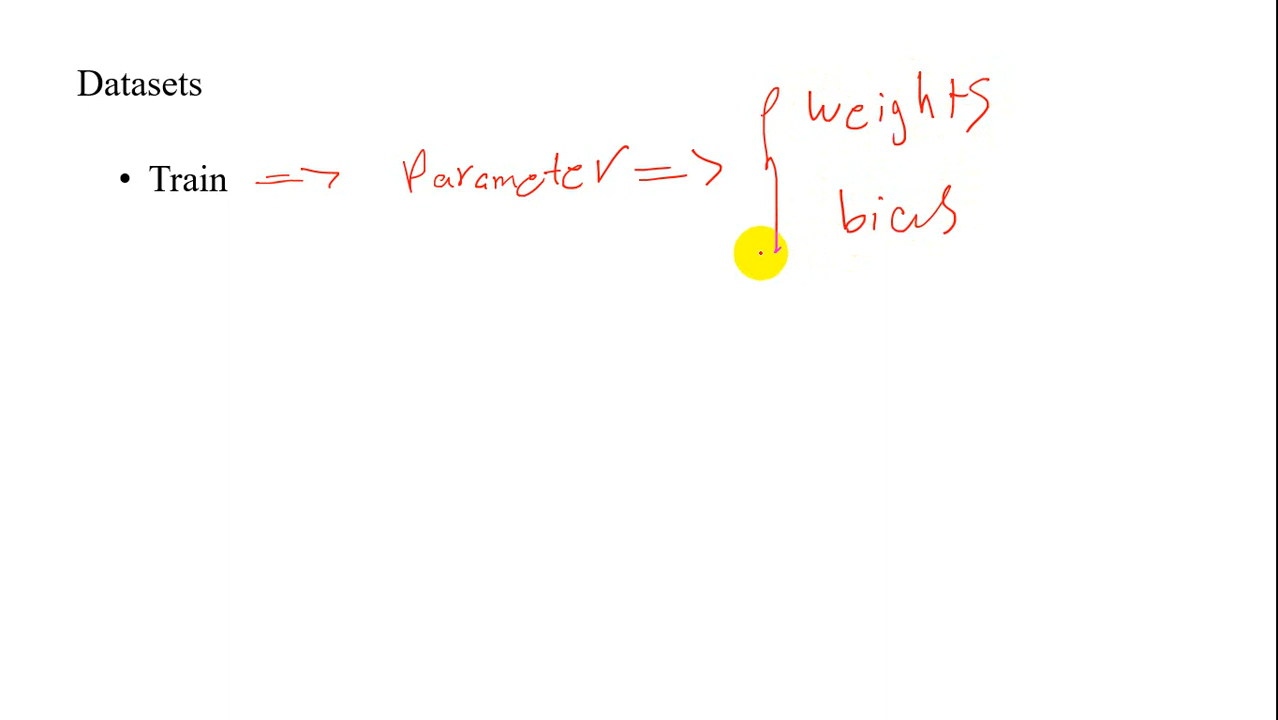 Datasets
weights
• Train => Parameter => {
bias